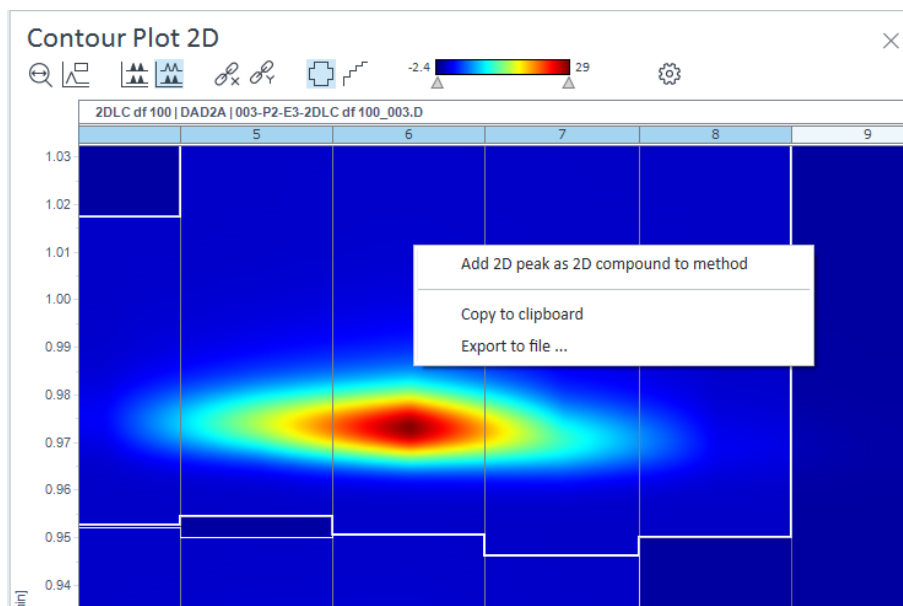 Contour Plot 2D
-2.4 29
2DLC df 100 | DAD2A | 003-P2-E3-2DLC df 100_003.D
5 6 7 8 9
1.03
1.02
1.01
1.00
0.99
0.98
0.97
0.96
0.95
0.94
Add 2D peak as 2D compound to method
Copy to clipboard
Export to file ...
X
Y